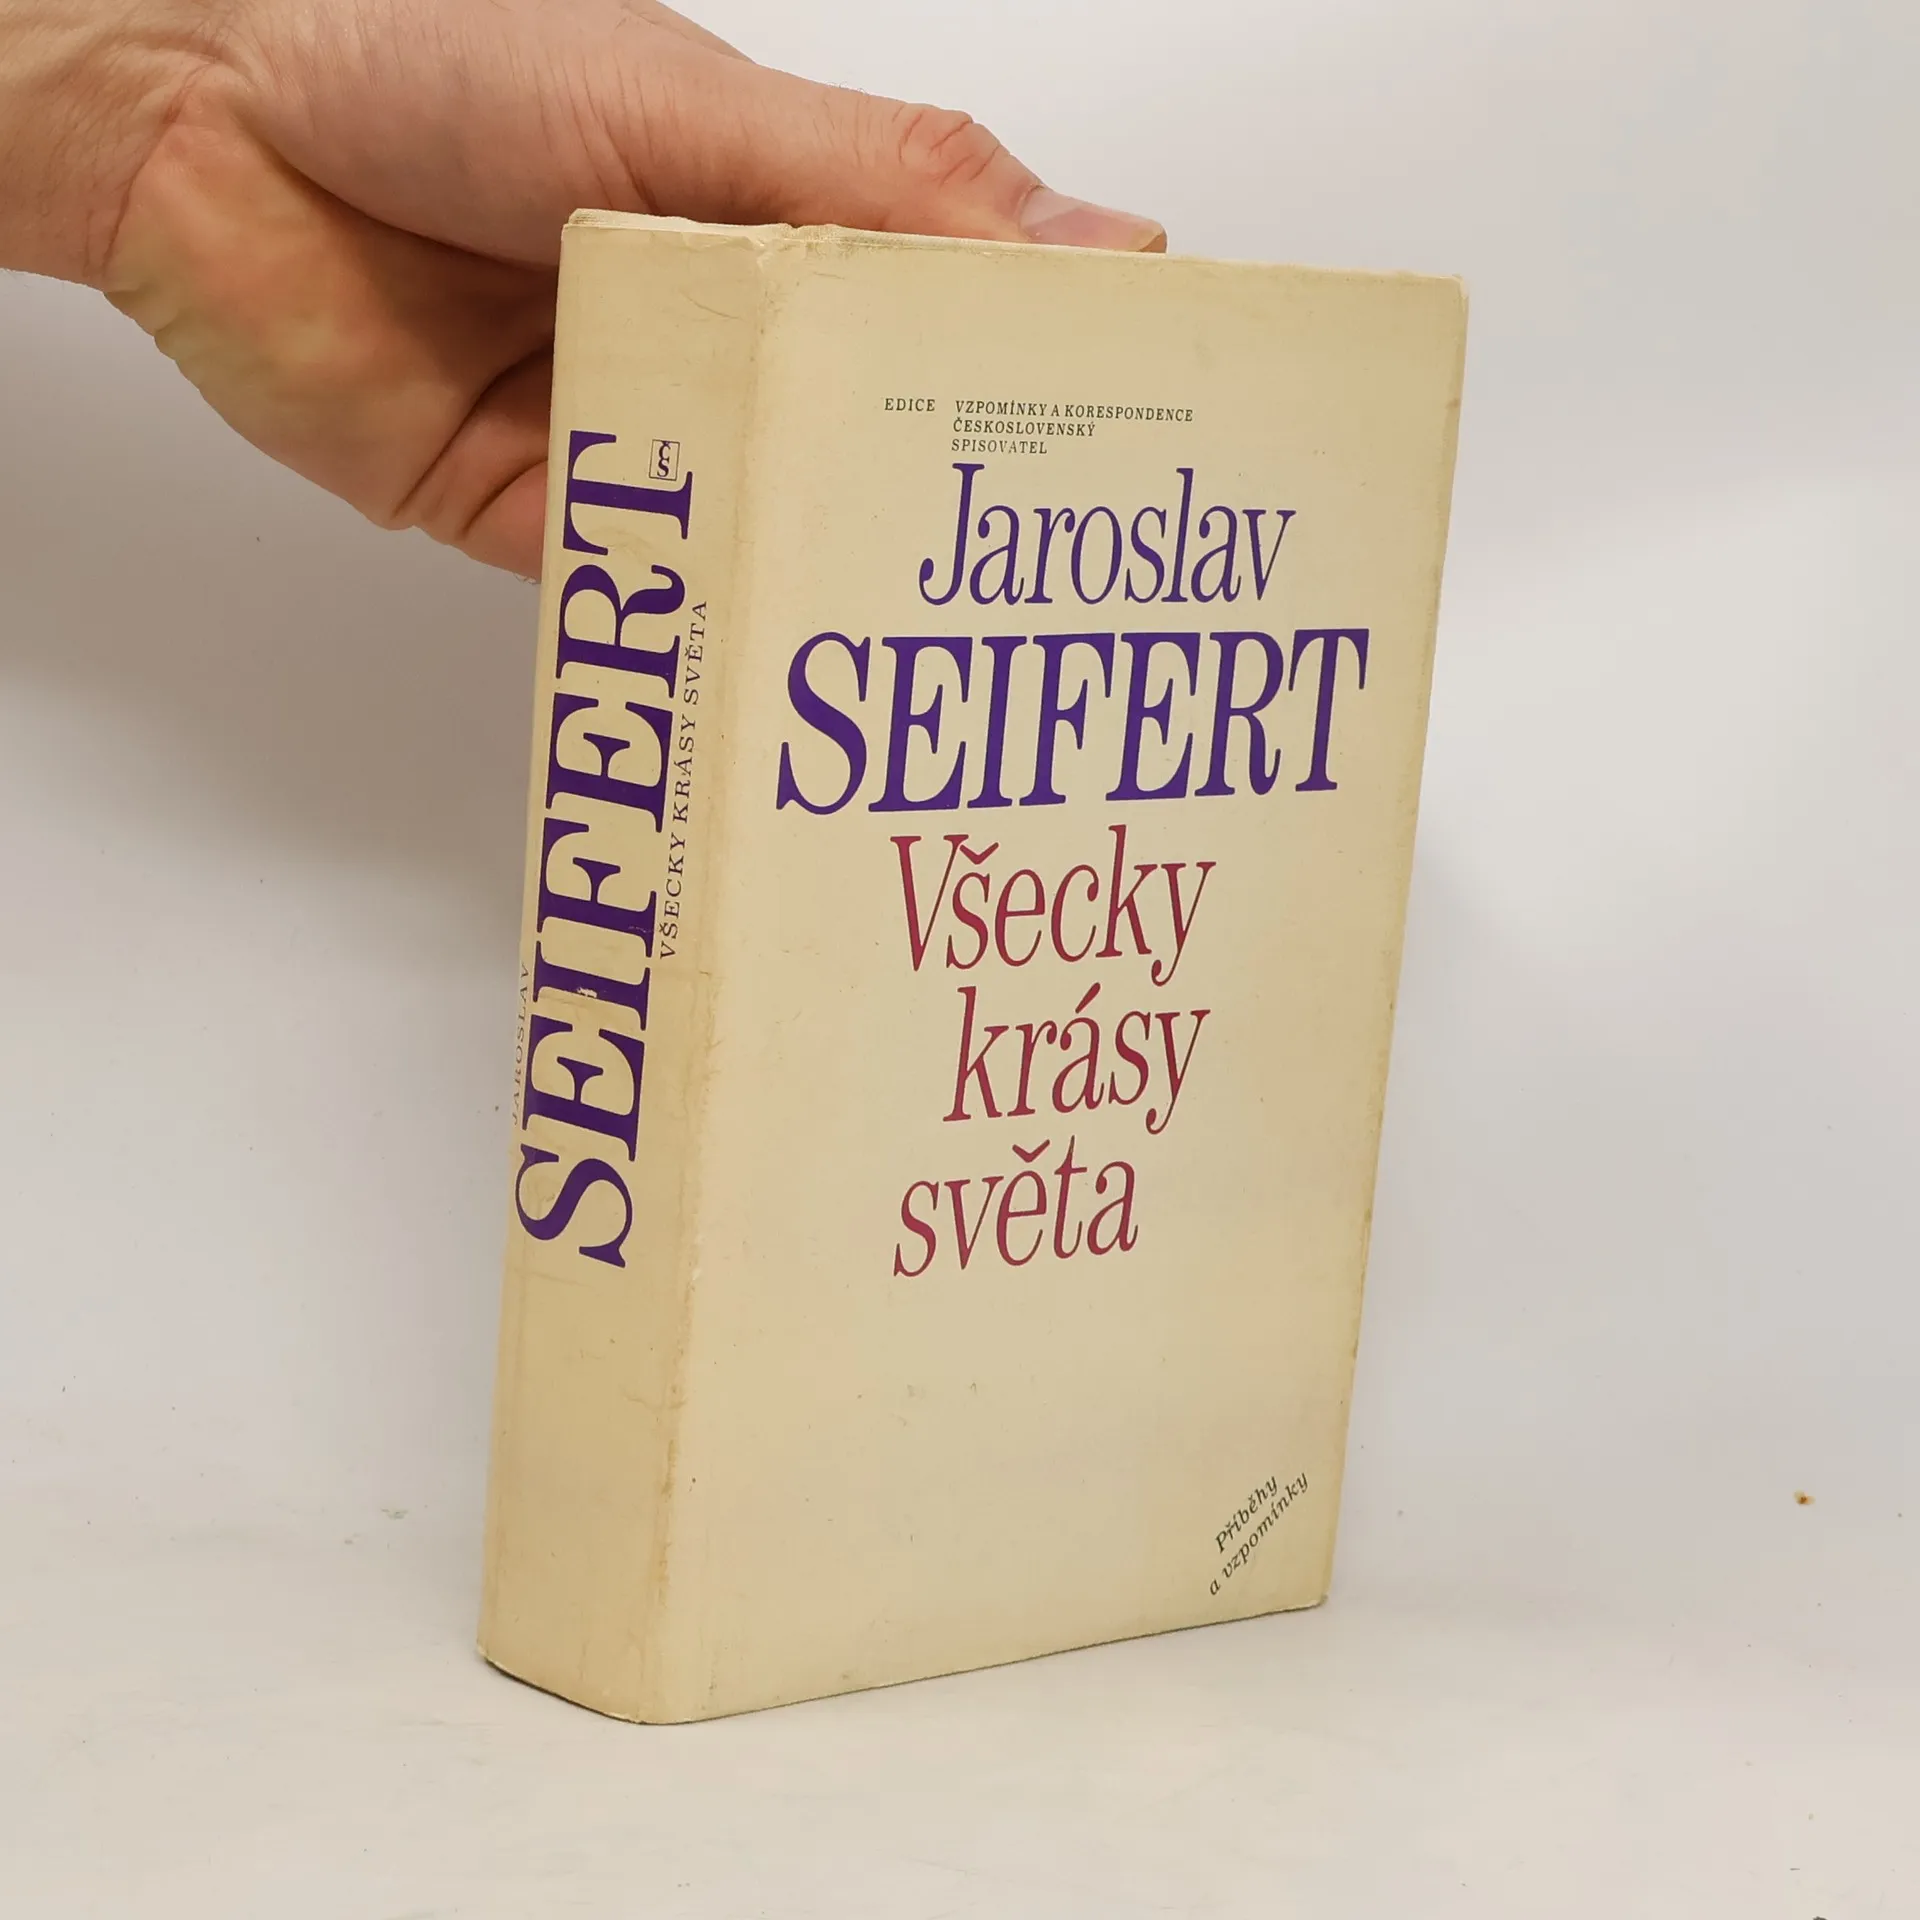 EDICE VZPOMÍNKY A KORESPONDENCE
ČESKOSLOVENSKÝ
SPISOVATEL
Jaroslav
SEIFERT
Všecky
krásy
světa
Příběhy
a vzpomínky
JAROSLAV
SEIFERT
VŠECKY KRÁSY SVĚTA
ČS